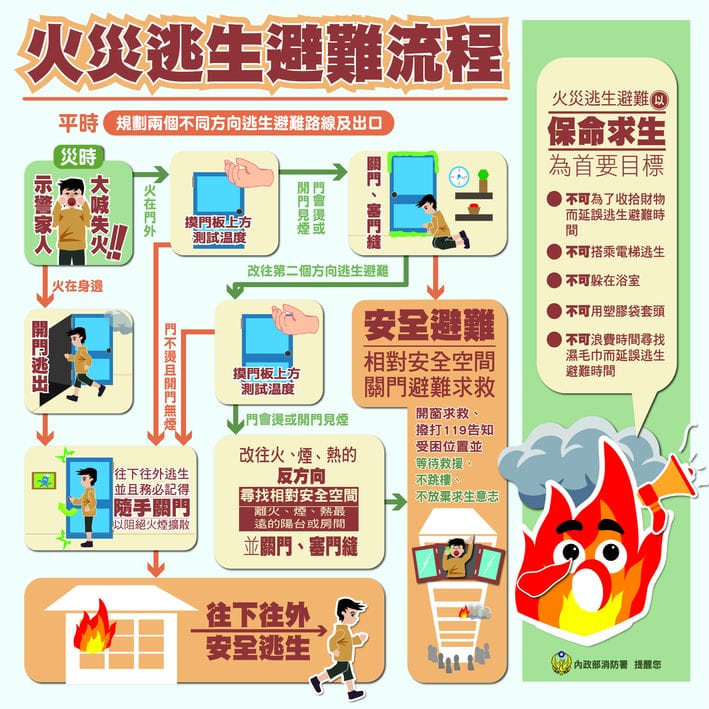 火災逃生避難流程
平時
規劃兩個不同方向逃生避難路線及出口
災時
大喊失火!!
示警家人
火在門外
摸門板上方
測試溫度
門會燙或
開門見煙
關門、塞門縫
火在身邊
改往第二個方向逃生避難
開門逃出
門不燙且開門無煙
摸門板上方
測試溫度
安全避難
相對安全空間
關門避難求救
開窗求救、
撥打119告知
受困位置並
等待救援、
不跳樓、
不放棄求生意志
門會燙或開門見煙
改往火、煙、熱的
反方向
尋找相對安全空間
離火、煙、熱最
遠的陽台或房間
並關門、塞門縫
往下往外逃生
並且務必記得
隨手關門
以阻絕火煙擴散
往下往外
安全逃生
火災逃生避難以
保命求生
為首要目標
不可為了收拾財物
而延誤逃生避難時
間
不可搭乘電梯逃生
不可躲在浴室
不可用塑膠袋套頭
不可浪費時間尋找
濕毛巾而延誤逃生
避難時間
內政部消防署 提醒您